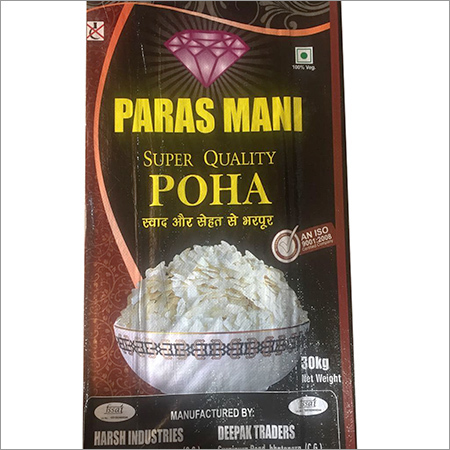 100% Veg.
PARAS MANI
SUPER QUALITY
POHA
स्वाद और सेहत से भरपूर
AN ISO
9001:2008
30kg
Net Weight
fssai
fssai
MANUFACTURED BY:
HARSH INDUSTRIES
DEEPAK TRADERS
(C.G.)